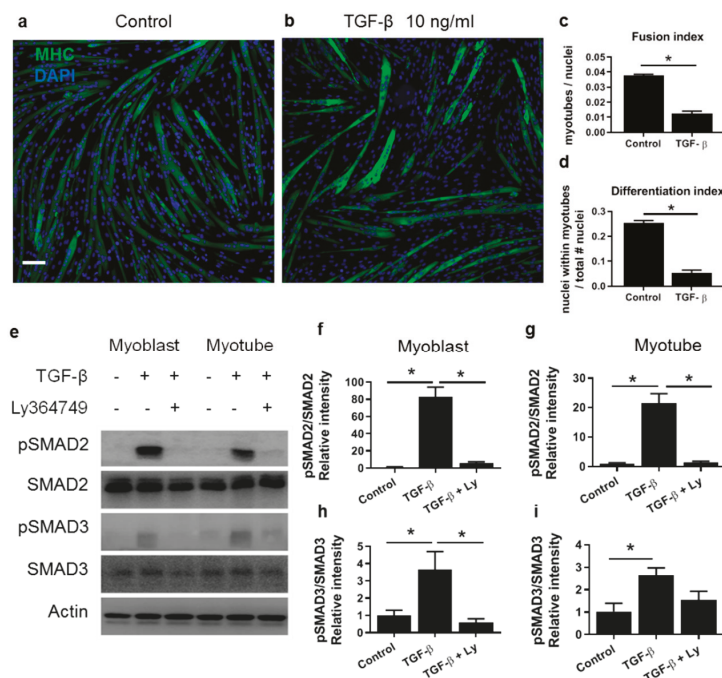 a Control
b TGF-β 10 ng/ml
MHC
DAPI
c Fusion index
myotubes / nuclei
0.05
0.04
0.03
0.02
0.01
0.00
*
Control TGF- β
d Differentiation index
nuclei within myotubes
/ total # nuclei
0.3
0.2
0.1
0.0
*
Control TGF- β
e
Myoblast Myotube
TGF-β - + + - + +
Ly364749 - - + - - +
pSMAD2
SMAD2
pSMAD3
SMAD3
Actin
f Myoblast
pSMAD2/SMAD2
Relative intensity
100
80
60
40
20
0
* *
Control TGF-β TGF-β + Ly
g Myotube
pSMAD2/SMAD2
Relative intensity
30
20
10
0
* *
Control TGF-β TGF-β + Ly
h
pSMAD3/SMAD3
Relative intensity
5
4
3
2
1
0
* *
Control TGF-β TGF-β + Ly
i
pSMAD3/SMAD3
Relative intensity
4
3
2
1
0
*
Control TGF-β TGF-β + Ly